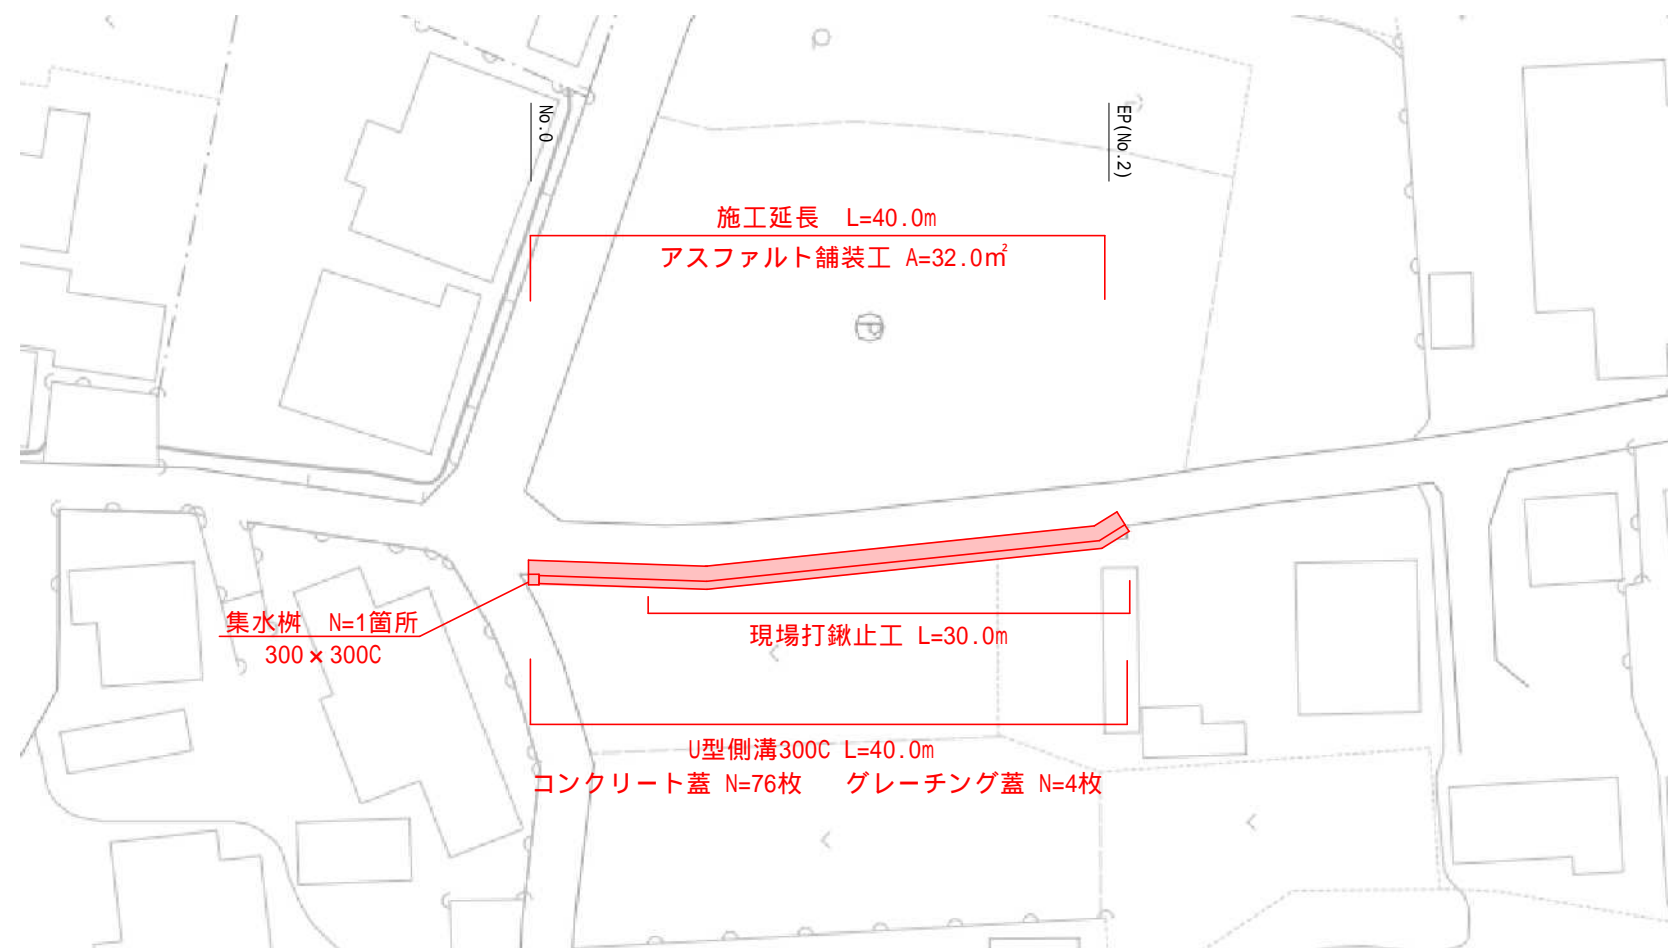 No.0
EP(No.2)
施工延長 L=40.0m
アスファルト舗装工 A=32.0㎡
集水桝 N=1箇所
300×300C
現場打鍬止工 L=30.0m
U型側溝300C L=40.0m
コンクリート蓋 N=76枚 グレーチング蓋 N=4枚